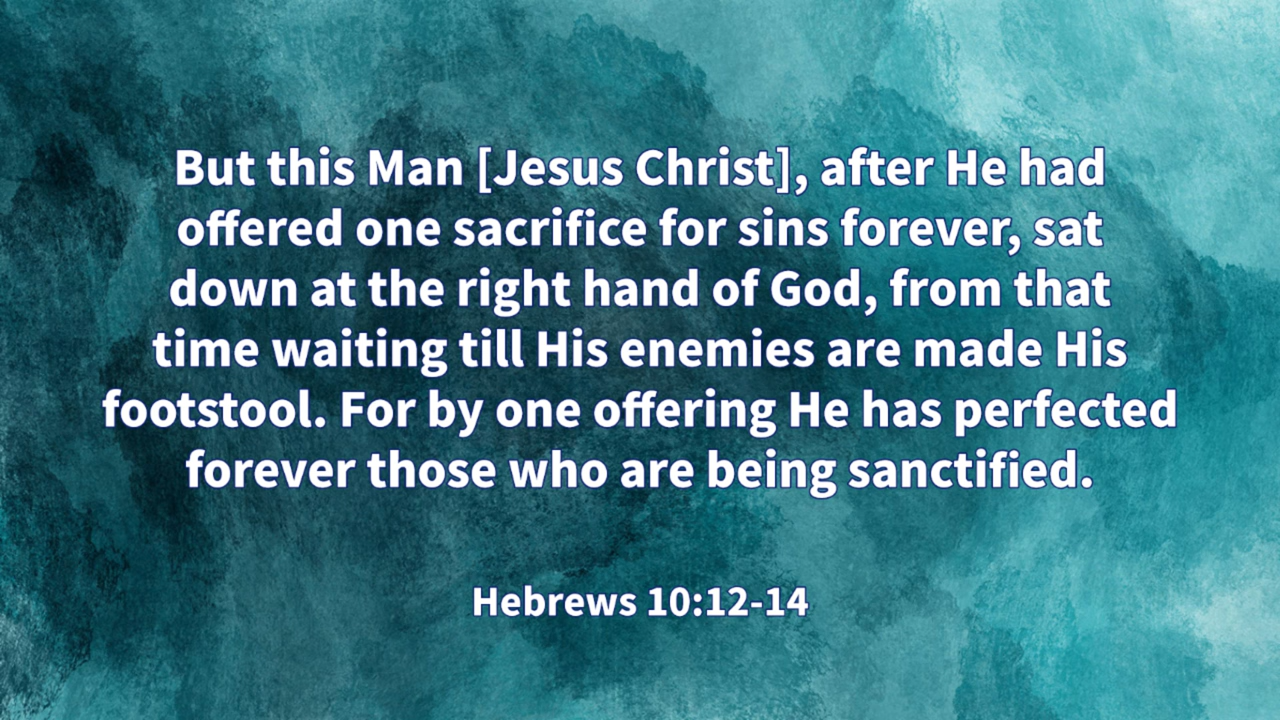 But this Man [Jesus Christ], after He had
offered one sacrifice for sins forever, sat
down at the right hand of God, from that
time waiting till His enemies are made His
footstool. For by one offering He has perfected
forever those who are being sanctified.
Hebrews 10:12-14